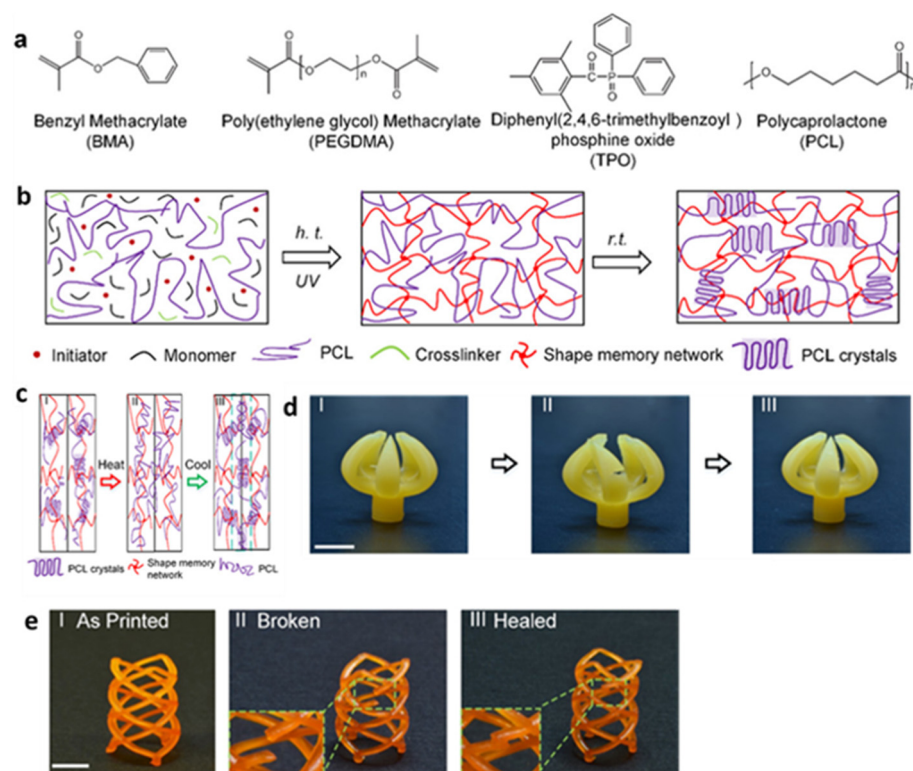 a
O
O
O
O
n
O
O
O
C
O
P
O
O
O
n
Benzyl Methacrylate
(BMA)
Poly(ethylene glycol) Methacrylate
(PEGDMA)
Diphenyl(2,4,6-trimethylbenzoyl )
phosphine oxide
(TPO)
Polycaprolactone
(PCL)
b
h. t.
UV
r.t.
Initiator
Monomer
PCL
Crosslinker
Shape memory network
PCL crystals
c
I
II
III
Heat
Cool
PCL crystals
Shape memory
network
PCL
d
I
II
III
e
I As Printed
II Broken
III Healed